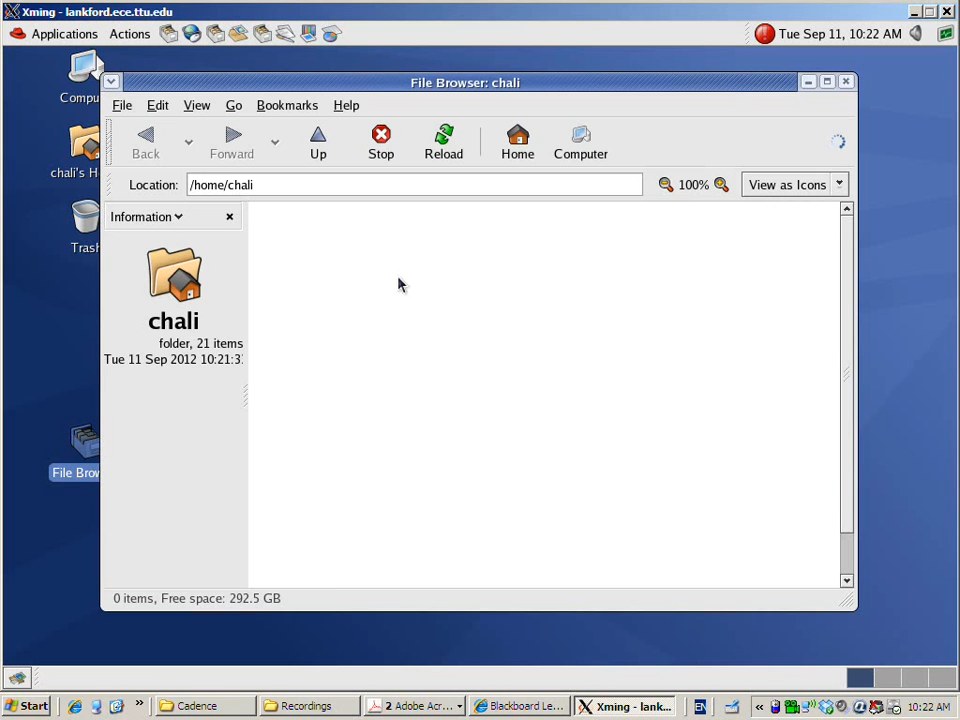 Xming - lankford.ece.ttu.edu
Applications Actions Tue Sep 11, 10:22 AM
File Browser: chali
File Edit View Go Bookmarks Help
Back Forward Up Stop Reload Home Computer
Location: /home/chali 100% View as Icons
Information
chali
folder, 21 items
Tue 11 Sep 2012 10:21:3
Compu
chali's H
Trash
File Brow
0 items, Free space: 292.5 GB
Start » Cadence Recordings 2 Adobe Acr... Blackboard Le... Xming - lank... EN « 10:22 AM